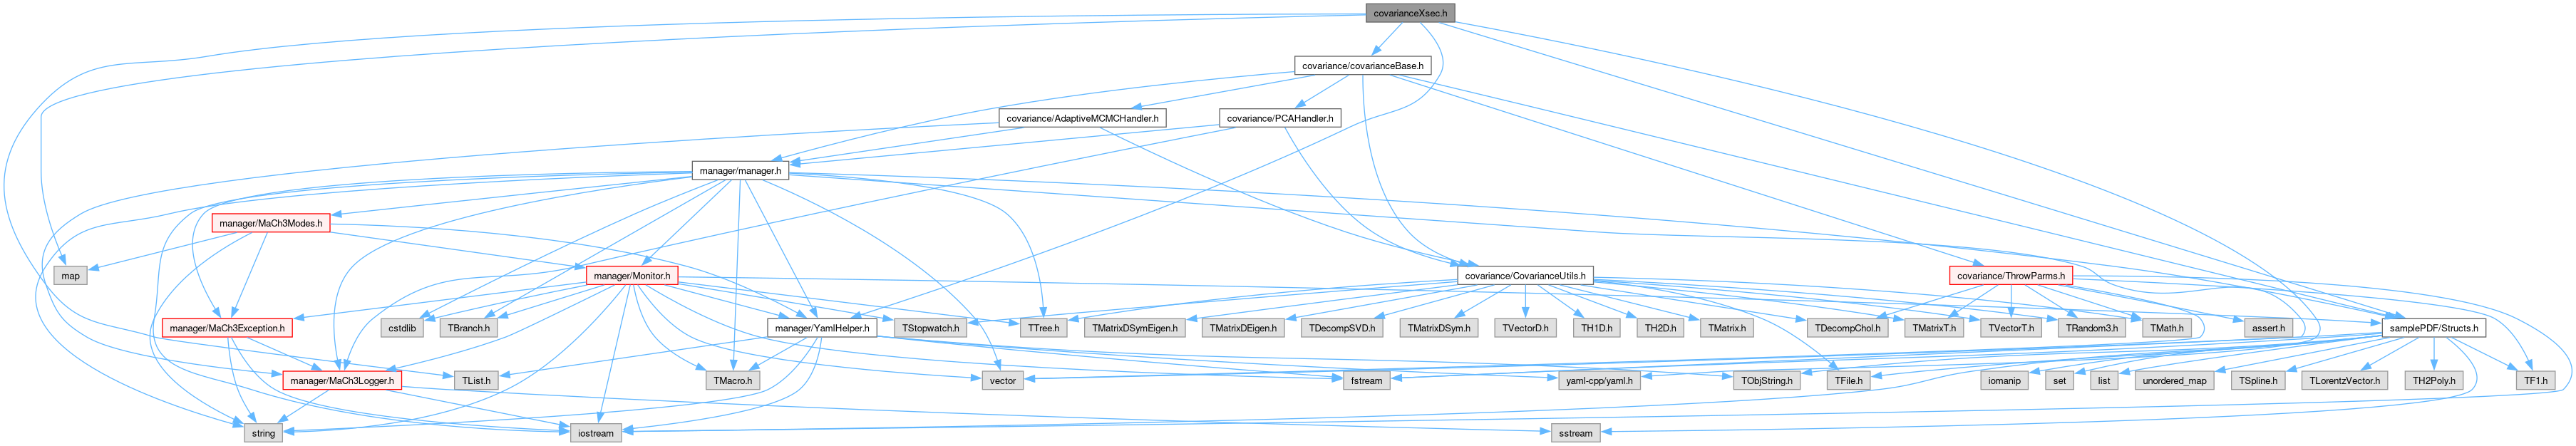 covarianceXsec.h
covariance/covarianceBase.h
covariance/AdaptiveMCMCHandler.h
covariance/PCAHandler.h
manager/manager.h
manager/MaCh3Modes.h
map
manager/Monitor.h
covariance/CovarianceUtils.h
covariance/ThrowParms.h
manager/MaCh3Exception.h
cstdlib
TBranch.h
manager/YamlHelper.h
TStopwatch.h
TTree.h
TMatrixDSymEigen.h
TMatrixDEigen.h
TDecompSVD.h
TMatrixDSym.h
TVectorD.h
TH1D.h
TH2D.h
TMatrix.h
TDecompChol.h
TMatrixT.h
TVectorT.h
TRandom3.h
TMath.h
assert.h
samplePDF/Structs.h
manager/MaCh3Logger.h
TList.h
TMacro.h
vector
fstream
yaml-cpp/yaml.h
TObjString.h
TFile.h
iomanip
set
list
unordered_map
TSpline.h
TLorentzVector.h
TH2Poly.h
TF1.h
string
iostream
sstream